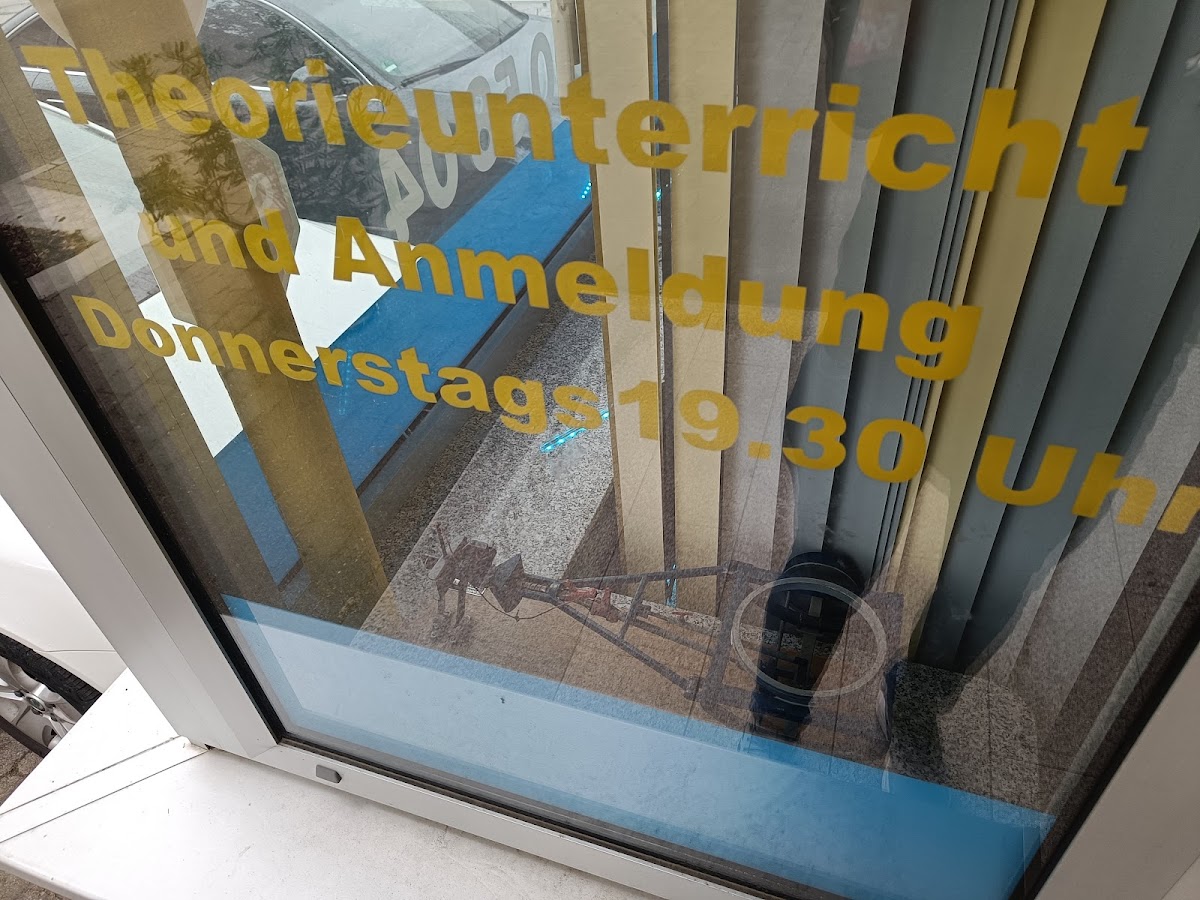 Theorieunterricht
und Anmeldung
Donnerstags 19.30 Uhr